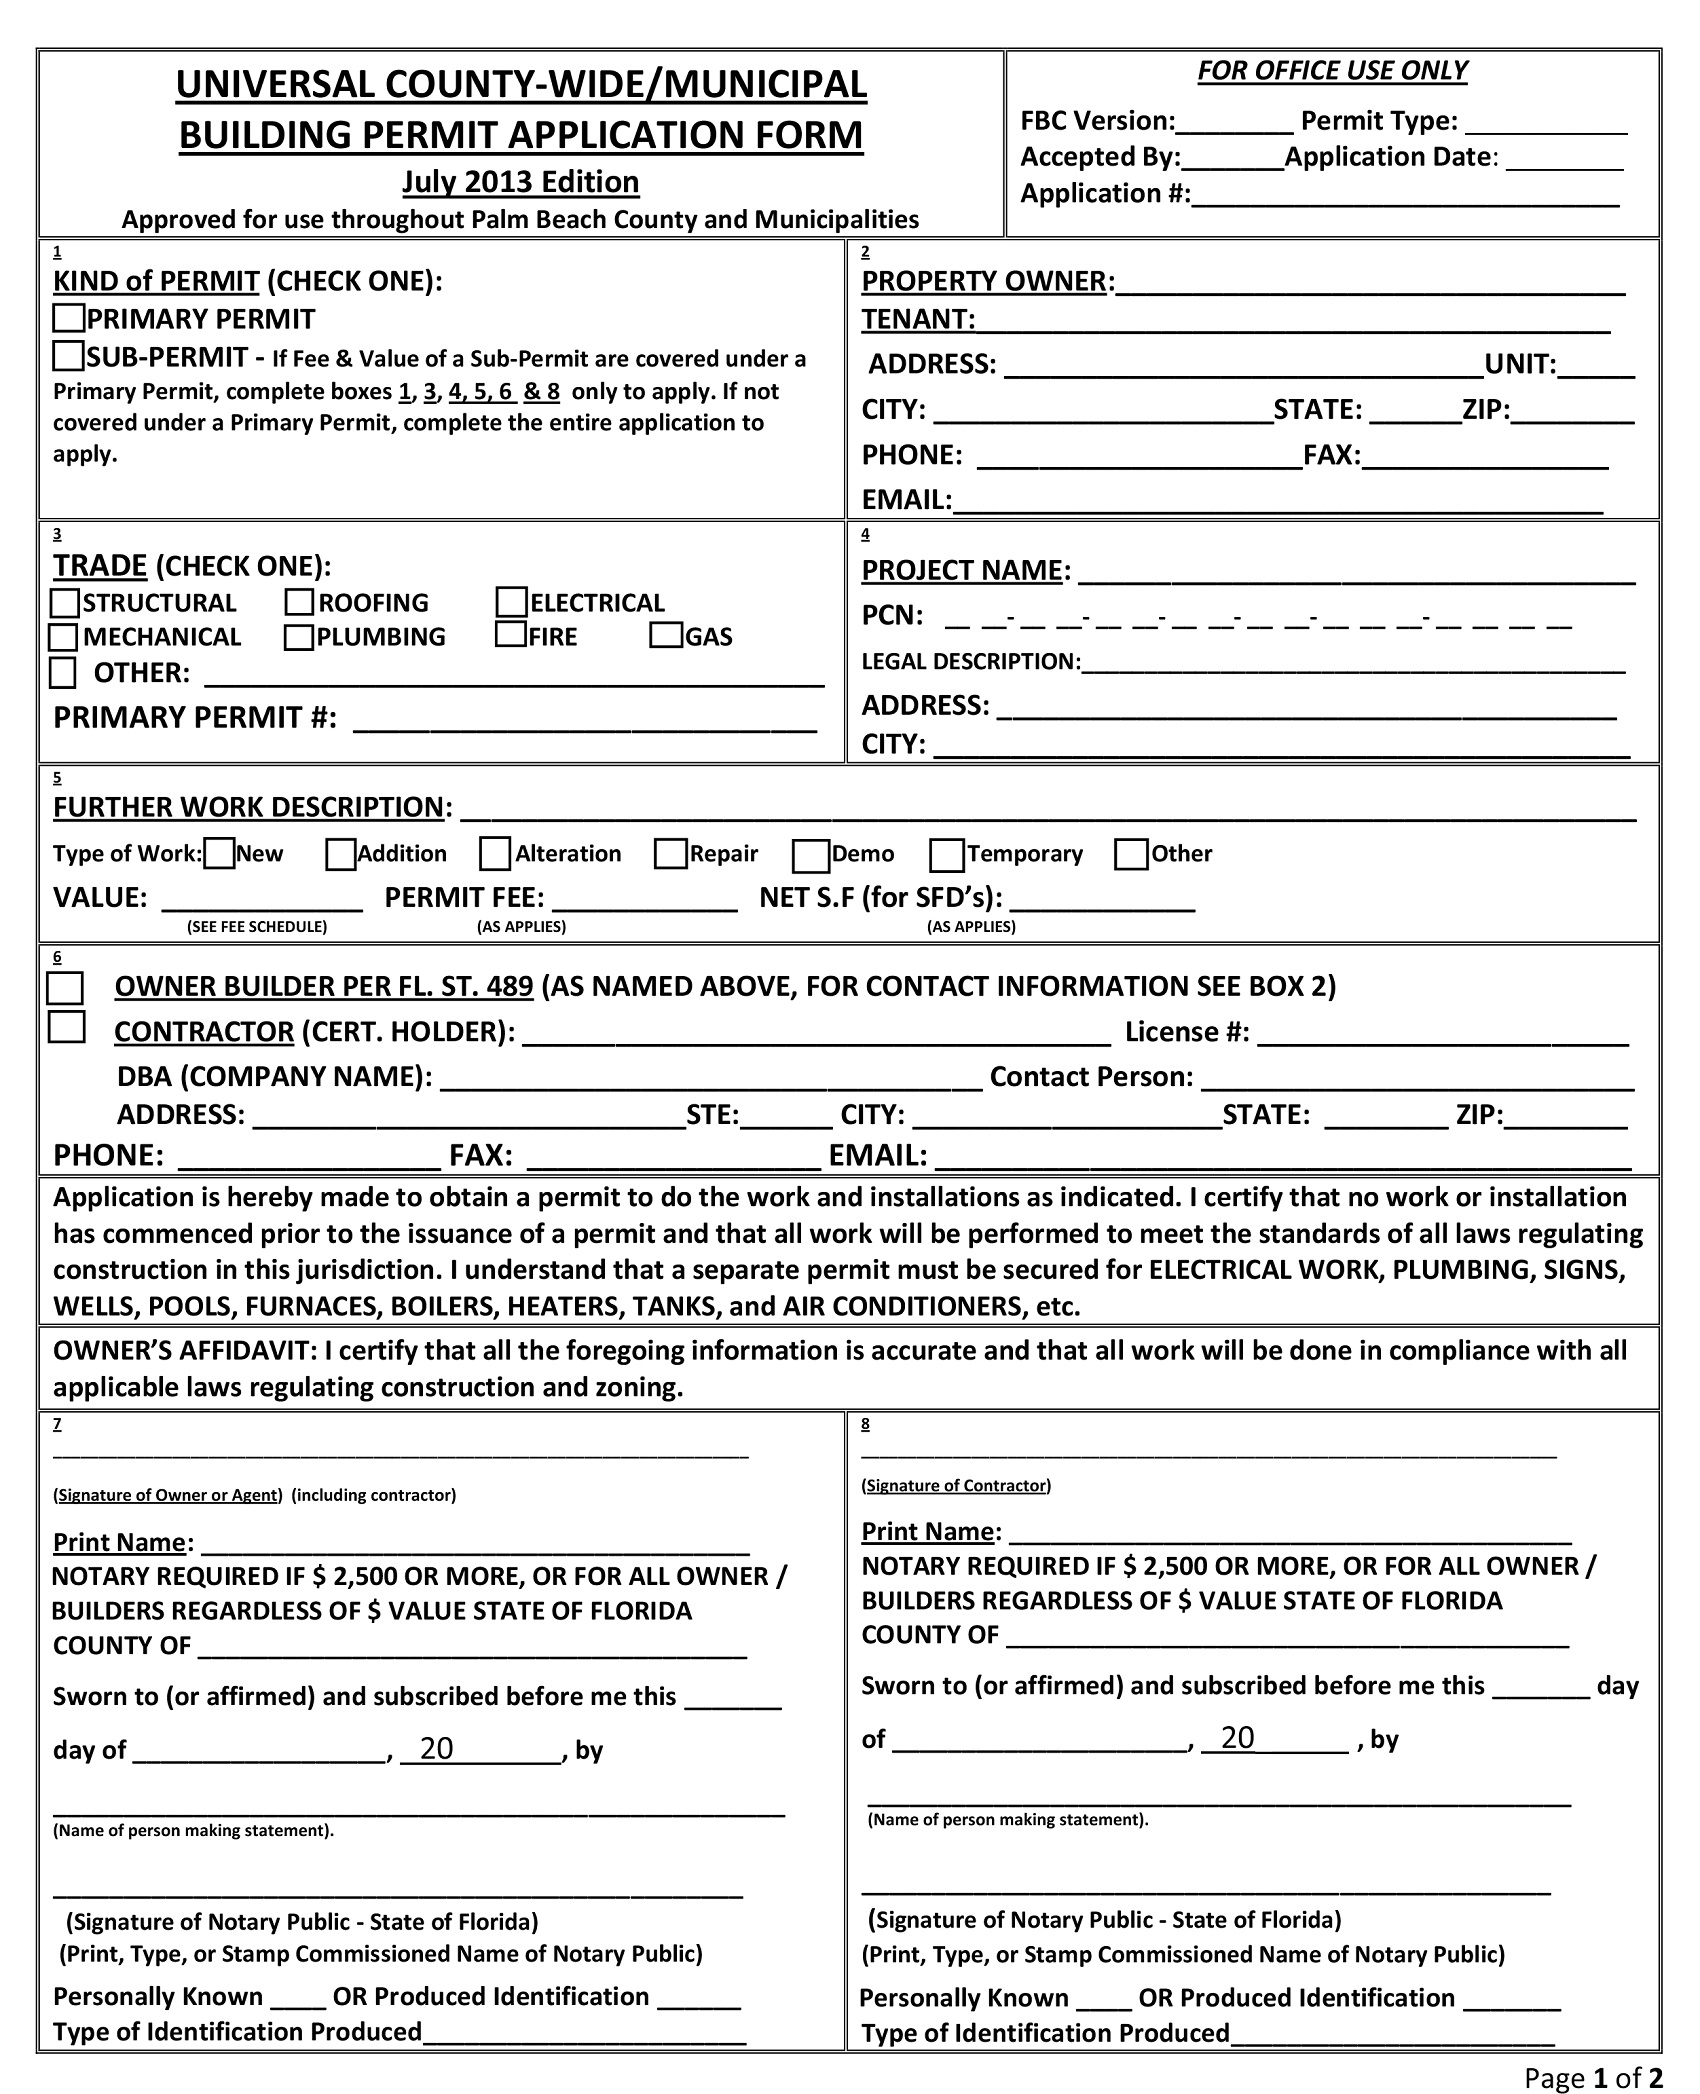 UNIVERSAL COUNTY-WIDE/MUNICIPAL
BUILDING PERMIT APPLICATION FORM
July 2013 Edition
Approved for use throughout Palm Beach County and Municipalities
FOR OFFICE USE ONLY
FBC Version:________ Permit Type: ___________
Accepted By:_______Application Date: ________
Application #:_____________________________
1
KIND of PERMIT (CHECK ONE):
PRIMARY PERMIT
SUB-PERMIT - If Fee & Value of a Sub-Permit are covered under a
Primary Permit, complete boxes 1, 3, 4, 5, 6 & 8 only to apply. If not
covered under a Primary Permit, complete the entire application to
apply.
2
PROPERTY OWNER:_________________________________
TENANT:_________________________________________
ADDRESS: _______________________________UNIT:_____
CITY: ______________________STATE: ______ZIP:________
PHONE: _____________________FAX:________________
EMAIL:__________________________________________
3
TRADE (CHECK ONE):
STRUCTURAL ROOFING ELECTRICAL
MECHANICAL PLUMBING FIRE GAS
OTHER: ________________________________________
PRIMARY PERMIT #: ______________________________
4
PROJECT NAME: ____________________________________
PCN: __ __-__ __-__ __-__ __-__ __-__ __ __-__ __ __ __
LEGAL DESCRIPTION:_________________________________________
ADDRESS: ________________________________________
CITY: _____________________________________________
5
FURTHER WORK DESCRIPTION: ____________________________________________________________________________
Type of Work: New Addition Alteration Repair Demo Temporary Other
VALUE: _____________ PERMIT FEE: ____________ NET S.F (for SFD’s): ____________
(SEE FEE SCHEDULE) (AS APPLIES) (AS APPLIES)
6
OWNER BUILDER PER FL. ST. 489 (AS NAMED ABOVE, FOR CONTACT INFORMATION SEE BOX 2)
CONTRACTOR (CERT. HOLDER): ______________________________________ License #: ________________________
DBA (COMPANY NAME): ___________________________________ Contact Person: ____________________________
ADDRESS: ____________________________STE:______ CITY: ____________________STATE: ________ ZIP:________
PHONE: _________________ FAX: ___________________ EMAIL: _____________________________________________
Application is hereby made to obtain a permit to do the work and installations as indicated. I certify that no work or installation
has commenced prior to the issuance of a permit and that all work will be performed to meet the standards of all laws regulating
construction in this jurisdiction. I understand that a separate permit must be secured for ELECTRICAL WORK, PLUMBING, SIGNS,
WELLS, POOLS, FURNACES, BOILERS, HEATERS, TANKS, and AIR CONDITIONERS, etc.
OWNER’S AFFIDAVIT: I certify that all the foregoing information is accurate and that all work will be done in compliance with all
applicable laws regulating construction and zoning.
7
_______________________________________________
(Signature of Owner or Agent) (including contractor)
Print Name: _______________________________________
NOTARY REQUIRED IF $ 2,500 OR MORE, OR FOR ALL OWNER /
BUILDERS REGARDLESS OF $ VALUE STATE OF FLORIDA
COUNTY OF _______________________________________
Sworn to (or affirmed) and subscribed before me this _______
day of __________________, _20________, by
____________________________________________________
(Name of person making statement).
_________________________________________________
(Signature of Notary Public - State of Florida)
(Print, Type, or Stamp Commissioned Name of Notary Public)
Personally Known ____ OR Produced Identification ______
Type of Identification Produced_______________________
8
_______________________________________________
(Signature of Contractor)
Print Name: ________________________________________
NOTARY REQUIRED IF $ 2,500 OR MORE, OR FOR ALL OWNER /
BUILDERS REGARDLESS OF $ VALUE STATE OF FLORIDA
COUNTY OF ________________________________________
Sworn to (or affirmed) and subscribed before me this _______ day
of _____________________, _20_______ , by
__________________________________________________
(Name of person making statement).
_________________________________________________
(Signature of Notary Public - State of Florida)
(Print, Type, or Stamp Commissioned Name of Notary Public)
Personally Known ____ OR Produced Identification _______
Type of Identification Produced_______________________
Page 1 of 2